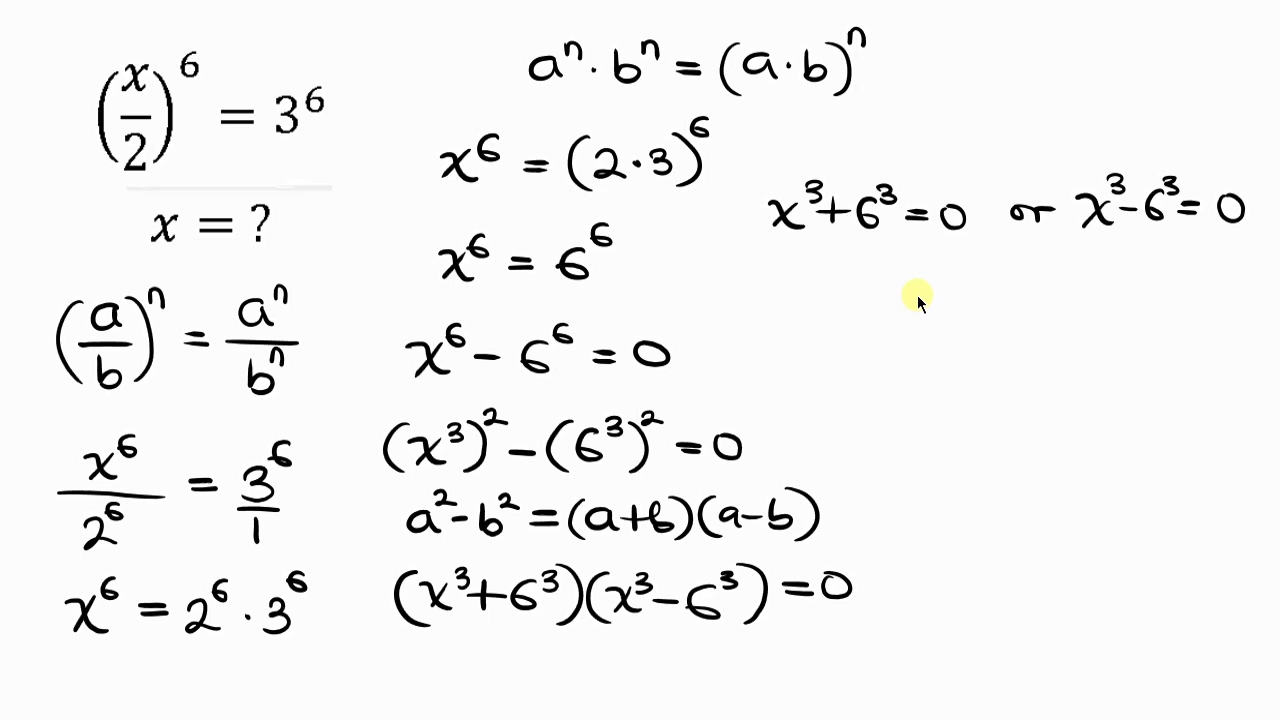 (x/2)^6 = 3^6
x = ?
(a/b)^n = a^n/b^n
x^6/2^6 = 3^6/1
x^6 = 2^6 · 3^6
a^n · b^n = (a · b)^n
x^6 = (2 · 3)^6
x^6 = 6^6
x^6 - 6^6 = 0
(x^3)^2 - (6^3)^2 = 0
a^2 - b^2 = (a+b)(a-b)
(x^3+6^3)(x^3-6^3) = 0
x^3+6^3 = 0 or x^3-6^3 = 0